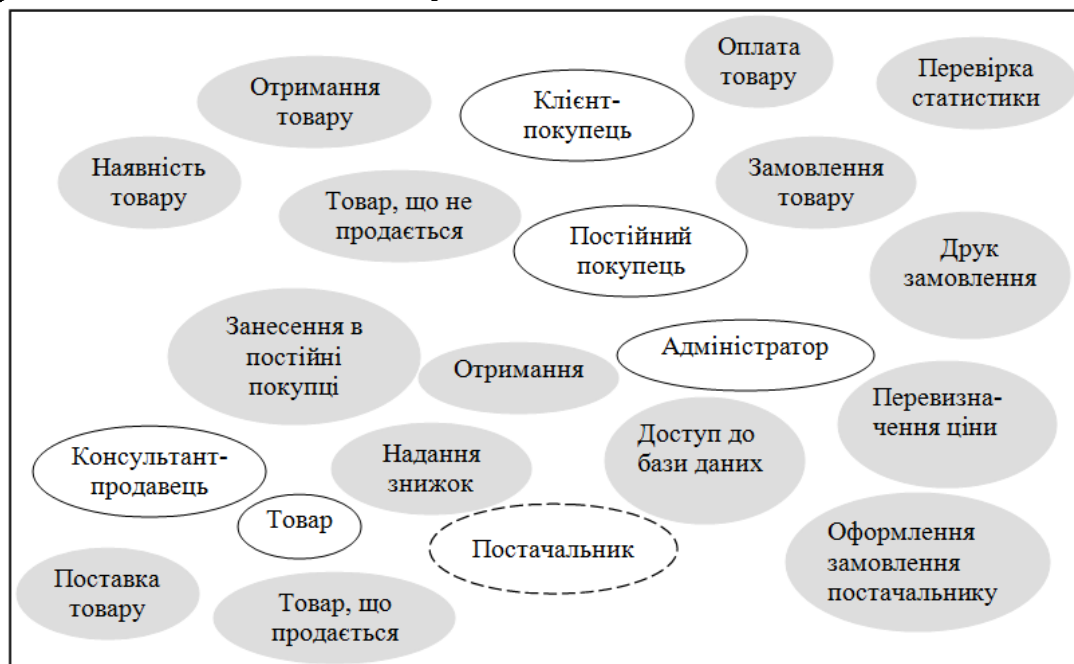 Оплата
товару
Перевірка
статистики
Отримання
товару
Клієнт-
покупець
Наявність
товару
Замовлення
товару
Товар, що не
продається
Постійний
покупець
Друк
замовлення
Занесення в
постійні
покупці
Отримання
Адміністратор
Перевизна-
чення ціни
Консультант-
продавець
Надання
знижок
Доступ до
бази даних
Товар
Постачальник
Оформлення
замовлення
постачальнику
Поставка
товару
Товар, що
продається